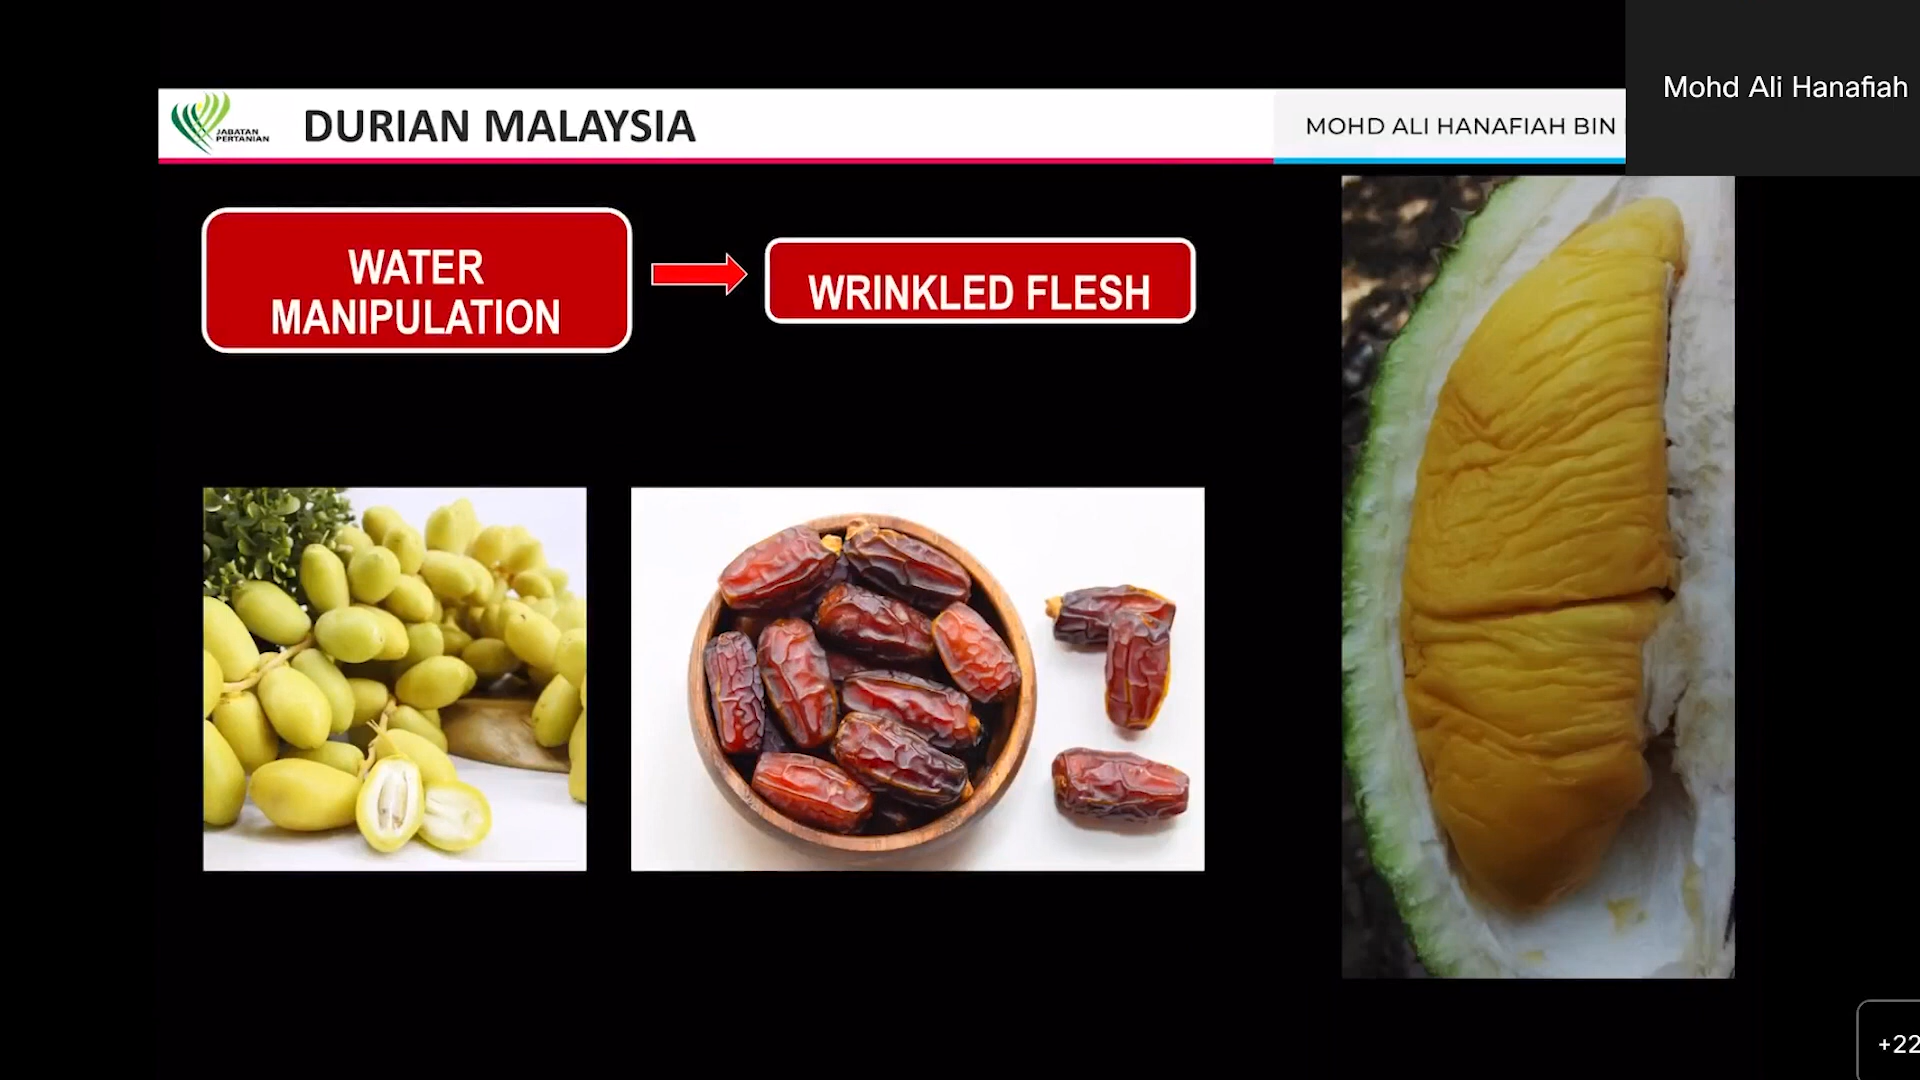 Mohd Ali Hanafiah
JABATAN
PERTANIAN
DURIAN MALAYSIA
MOHD ALI HANAFIAH BIN
WATER
MANIPULATION
WRINKLED FLESH
+22